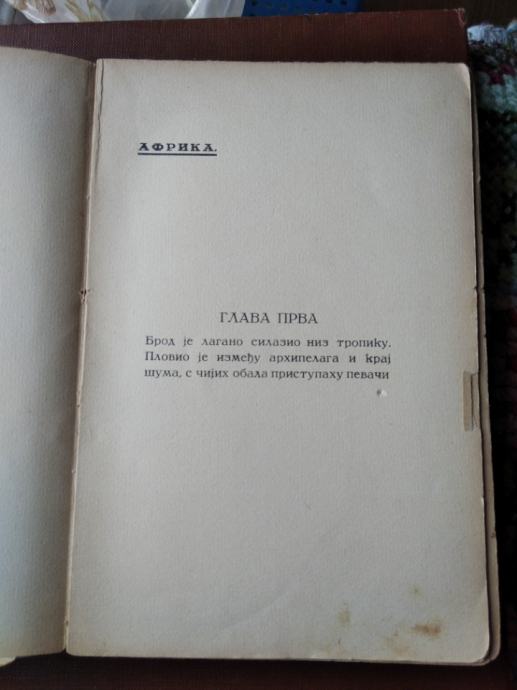 АФРИКА.
ГЛАВА ПРВА
Брод је лагано силазио низ тропику.
Пловио је између архипелага и крај
шума, с чијих обала приступаху певачи